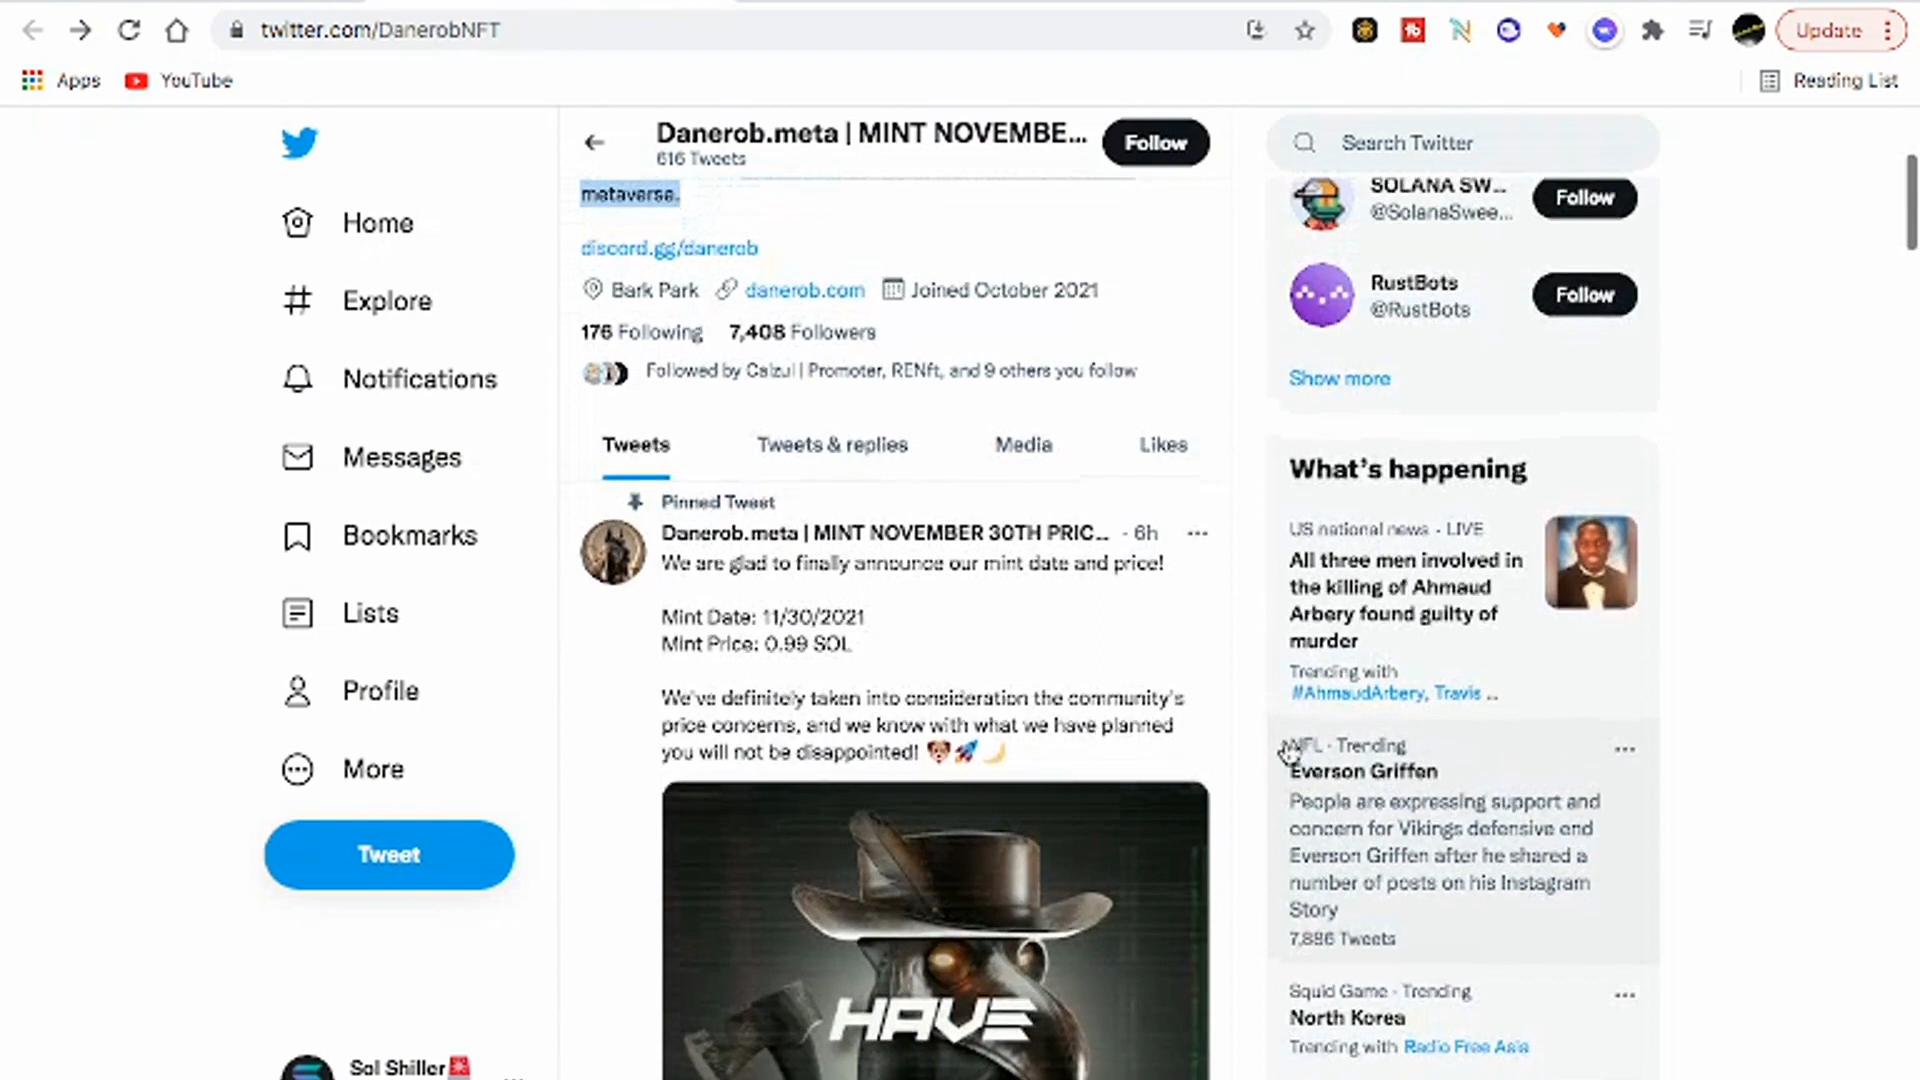 twitter.com/DanerobNFT
Update
Apps
YouTube
Reading List
Home
Explore
Notifications
Messages
Bookmarks
Lists
Profile
More
Tweet
Sol Shiller
Danerob.meta | MINT NOVEMBE...
616 Tweets
Follow
metaverse.
discord.gg/danerob
Bark Park danerob.com Joined October 2021
176 Following 7,408 Followers
Followed by Calzul | Promoter, RENft, and 9 others you follow
Tweets Tweets & replies Media Likes
Pinned Tweet
Danerob.meta | MINT NOVEMBER 30TH PRIC... · 6h
We are glad to finally announce our mint date and price!
Mint Date: 11/30/2021
Mint Price: 0.99 SOL
We've definitely taken into consideration the community's
price concerns, and we know with what we have planned
you will not be disappointed! 🐶🚀🌙
HAVE
Search Twitter
SOLANA SW...
@SolanaSwee...
Follow
RustBots
@RustBots
Follow
Show more
What's happening
US national news · LIVE
All three men involved in
the killing of Ahmaud
Arbery found guilty of
murder
Trending with
#AhmaudArbery, Travis ...
NFL · Trending
Everson Griffen
People are expressing support and
concern for Vikings defensive end
Everson Griffen after he shared a
number of posts on his Instagram
Story
7,886 Tweets
Squid Game · Trending
North Korea
Trending with Radio Free Asia